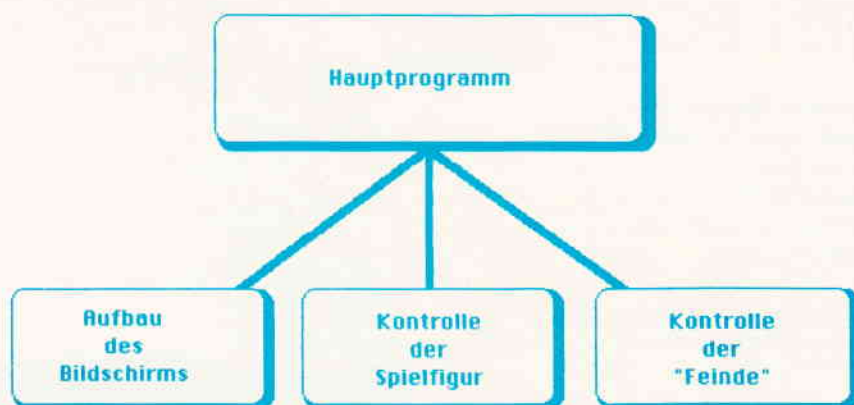 Hauptprogramm
Aufbau
des
Bildschirms
Kontrolle
der
Spielfigur
Kontrolle
der
"Feinde"